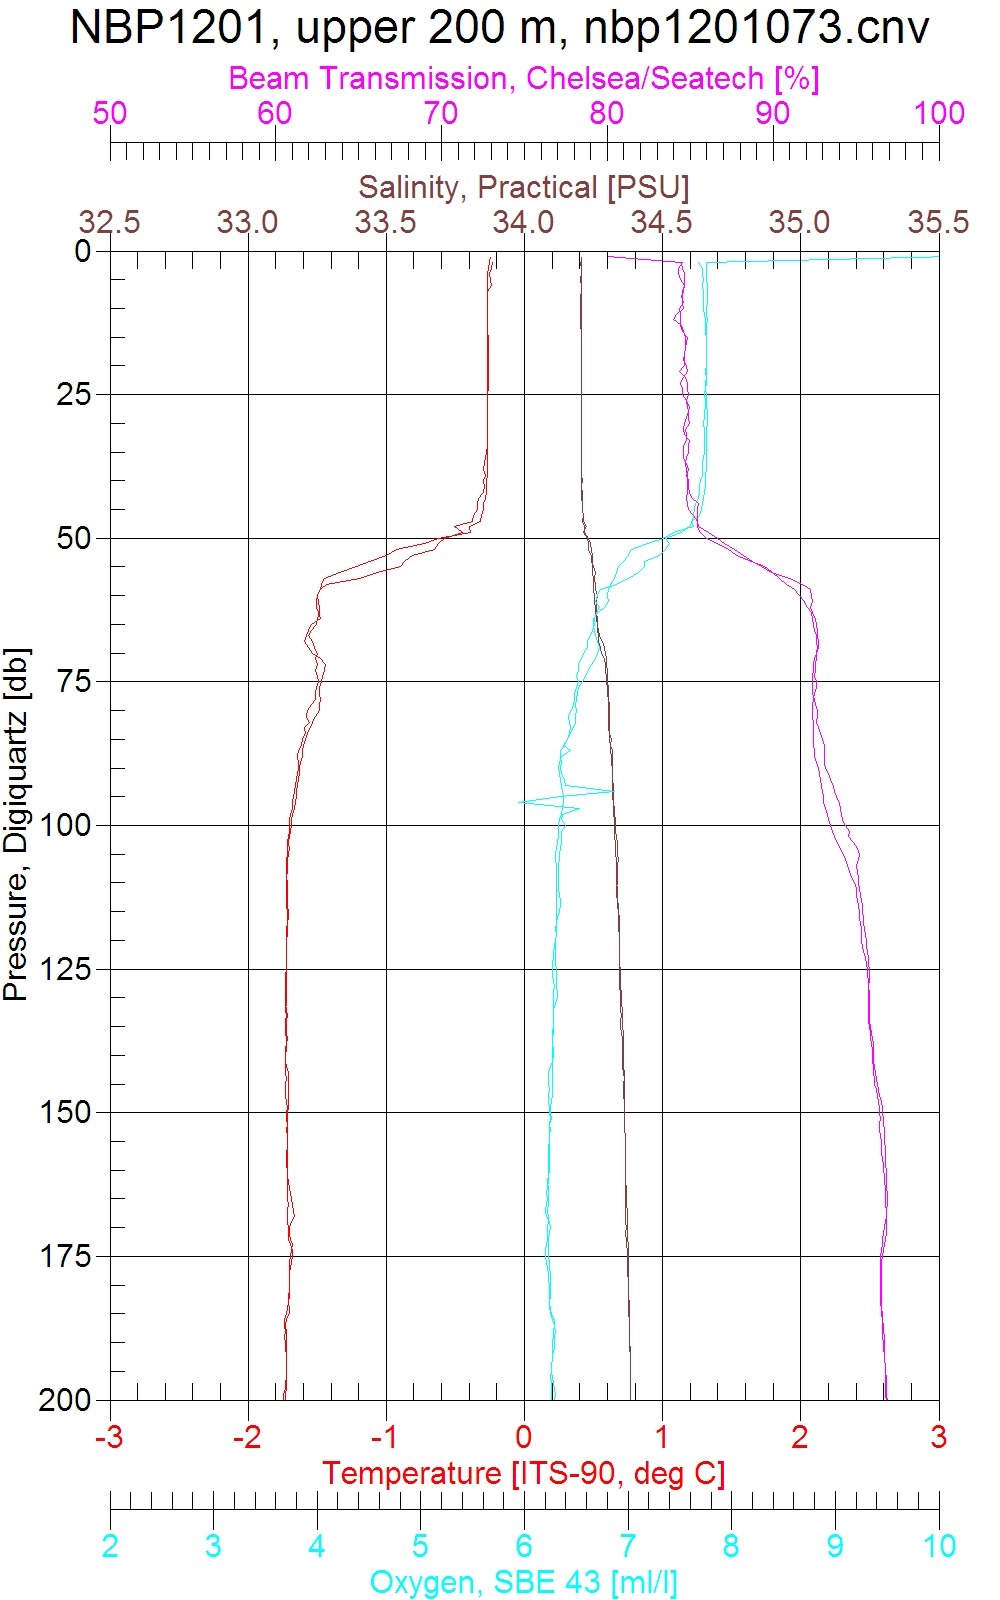 NBP1201, upper 200 m, nbp1201073.cnv
Beam Transmission, Chelsea/Seatech [%]
50 60 70 80 90 100
Salinity, Practical [PSU]
32.5 33.0 33.5 34.0 34.5 35.0 35.5
0
25
50
75
100
125
150
175
200
Pressure, Digiquartz [db]
-3 -2 -1 0 1 2 3
Temperature [ITS-90, deg C]
2 3 4 5 6 7 8 9 10
Oxygen, SBE 43 [ml/l]